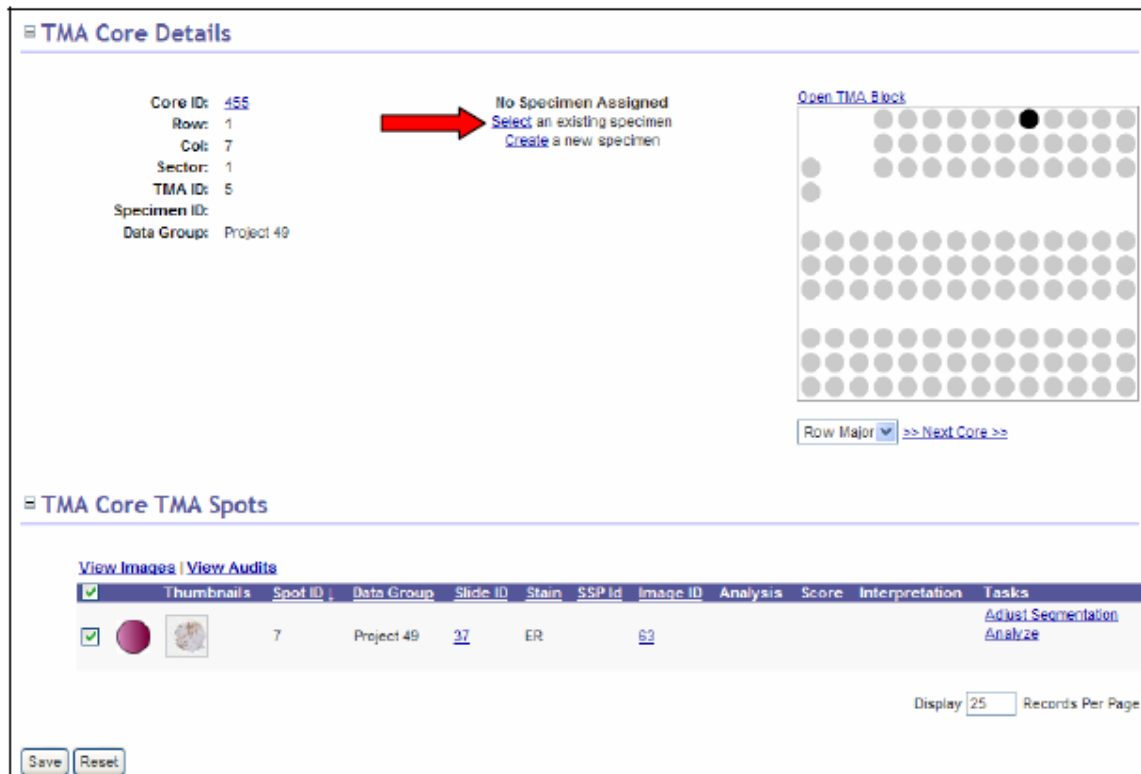 TMA Core Details
Core ID: 455
Row: 1
Col: 7
Sector: 1
TMA ID: 5
Specimen ID:
Data Group: Project 49
No Specimen Assigned
Select an existing specimen
Create a new specimen
Open TMA Block
Row Major >> Next Core >>
TMA Core TMA Spots
View Images | View Audits
Thumbnails Spot ID ↓ Data Group Slide ID Stain SSP Id Image ID Analysis Score Interpretation Tasks
7 Project 49 37 ER 63 Adjust Segmentation
Analyze
Display 25 Records Per Page
Save Reset